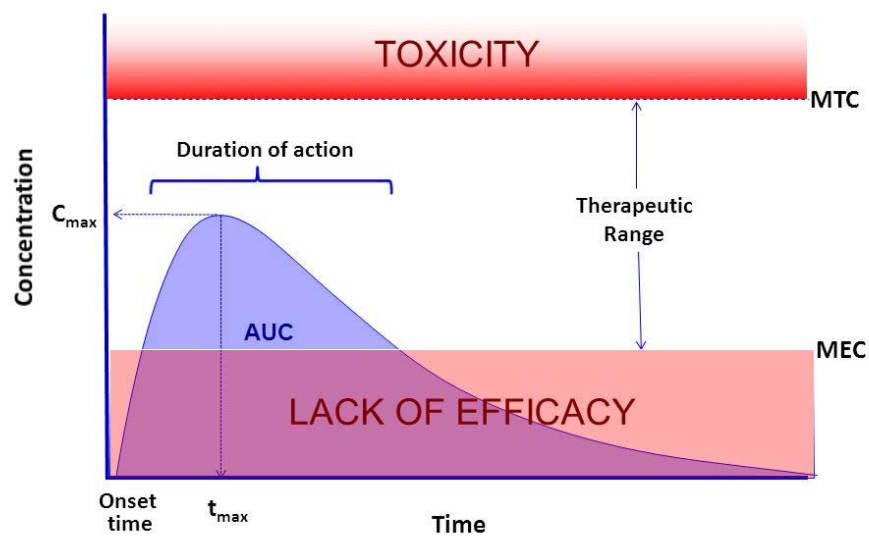 TOXICITY
MTC
Duration of action
Therapeutic
Range
Cmax
Concentration
AUC
MEC
LACK OF EFFICACY
Onset
time
tmax
Time